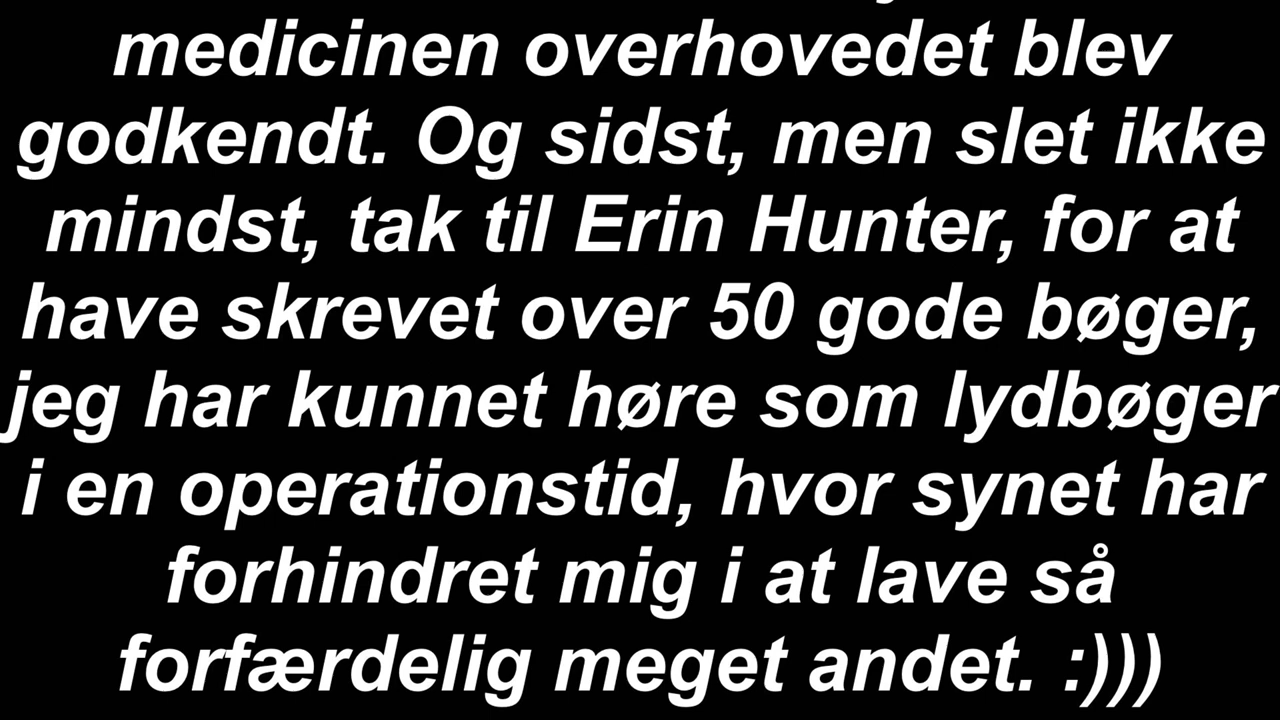 medicinen overhovedet blev
godkendt. Og sidst, men slet ikke
mindst, tak til Erin Hunter, for at
have skrevet over 50 gode bøger,
jeg har kunnet høre som lydbøger
i en operationstid, hvor synet har
forhindret mig i at lave så
forfærdelig meget andet. :)))